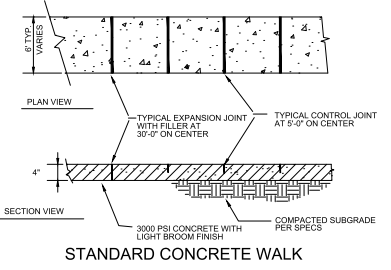 6' TYP.
VARIES
PLAN VIEW
TYPICAL EXPANSION JOINT
WITH FILLER AT
30'-0" ON CENTER
TYPICAL CONTROL JOINT
AT 5'-0" ON CENTER
4"
SECTION VIEW
3000 PSI CONCRETE WITH
LIGHT BROOM FINISH
COMPACTED SUBGRADE
PER SPECS
STANDARD CONCRETE WALK